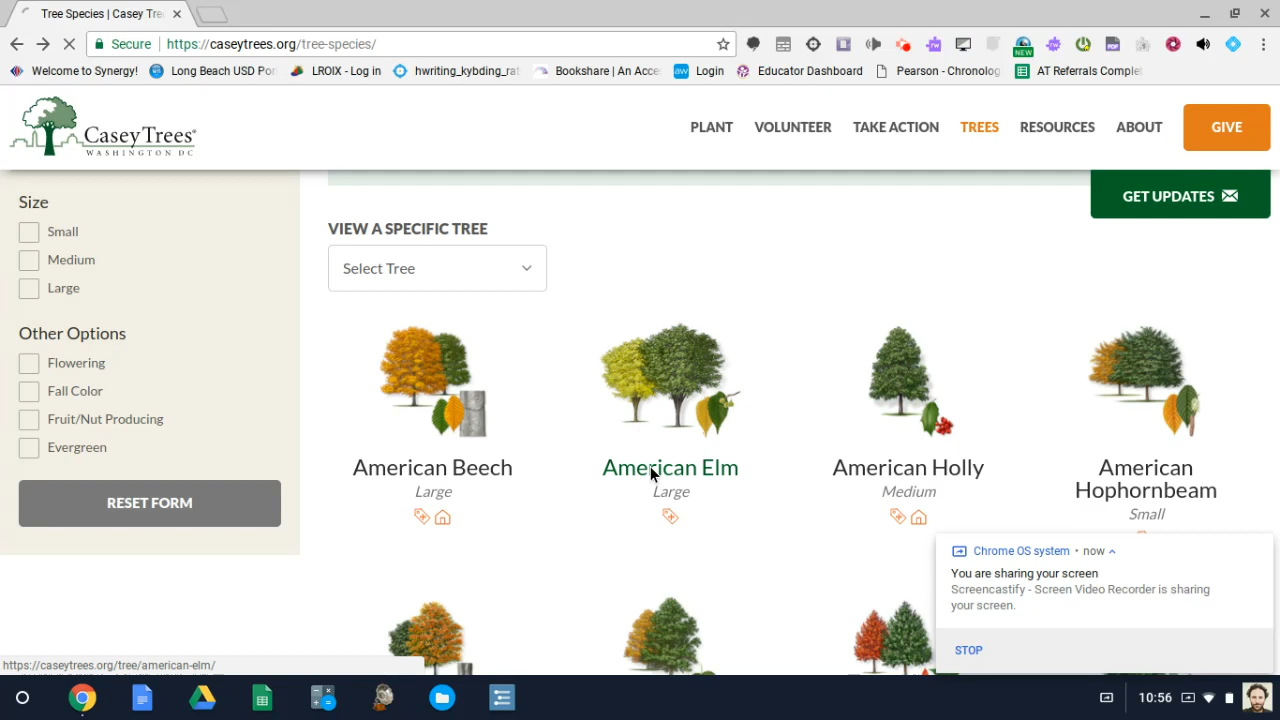 Tree Species | Casey Tre
Secure https://caseytrees.org/tree-species/
NEW
Welcome to Synergy!
Long Beach USD Por
ROIX - Log in
hwriting_kybding_rat
Bookshare | An Acce
Login
Educator Dashboard
Pearson - Chronolog
AT Referrals Complet
CaseyTrees
WASHINGTON DC
PLANT
VOLUNTEER
TAKE ACTION
TREES
RESOURCES
ABOUT
GIVE
GET UPDATES
Size
Small
Medium
Large
Other Options
Flowering
Fall Color
Fruit/Nut Producing
Evergreen
RESET FORM
VIEW A SPECIFIC TREE
Select Tree
American Beech
Large
American Elm
Large
American Holly
Medium
American
Hophornbeam
Small
Chrome OS system • now
You are sharing your screen
Screencastify - Screen Video Recorder is sharing
your screen.
STOP
https://caseytrees.org/tree/american-elm/
10:56